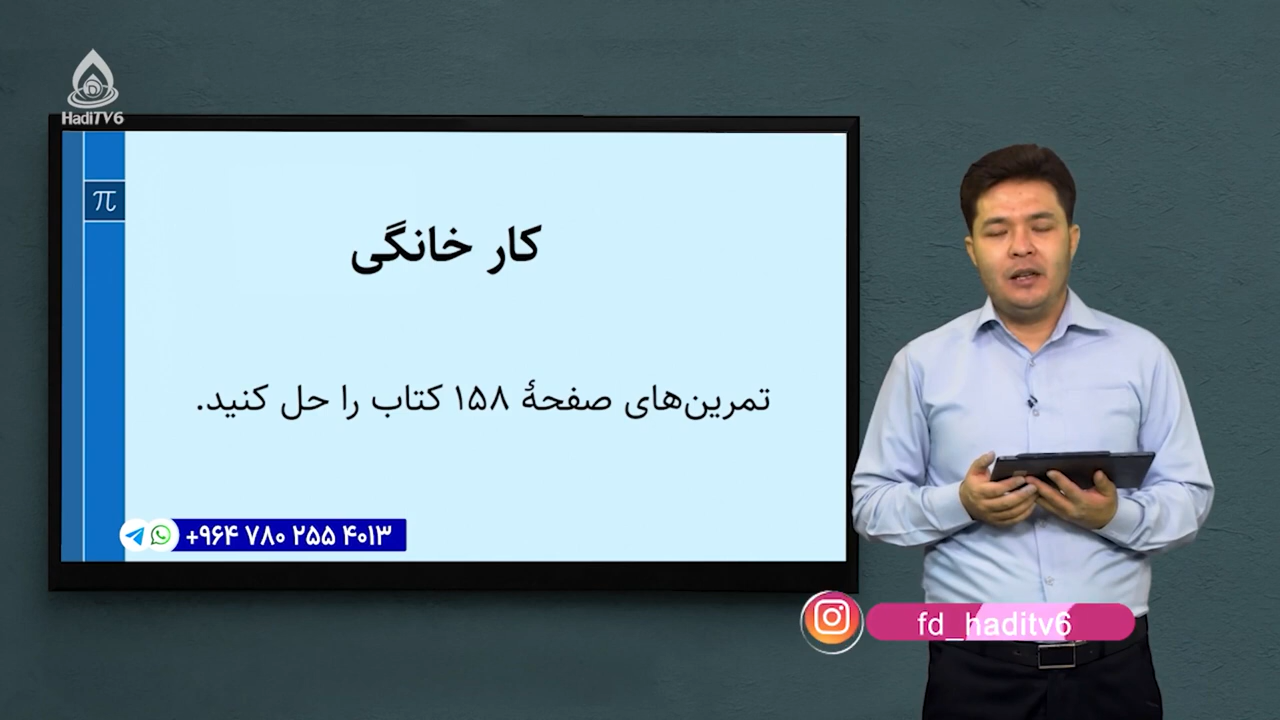 HadiTV6
π
کار خانگی
تمرین‌های صفحهٔ ۱۵۸ کتاب را حل کنید.
+۹۶۴ ۷۸۰ ۲۵۵ ۴۰۱۳
fd_haditv6